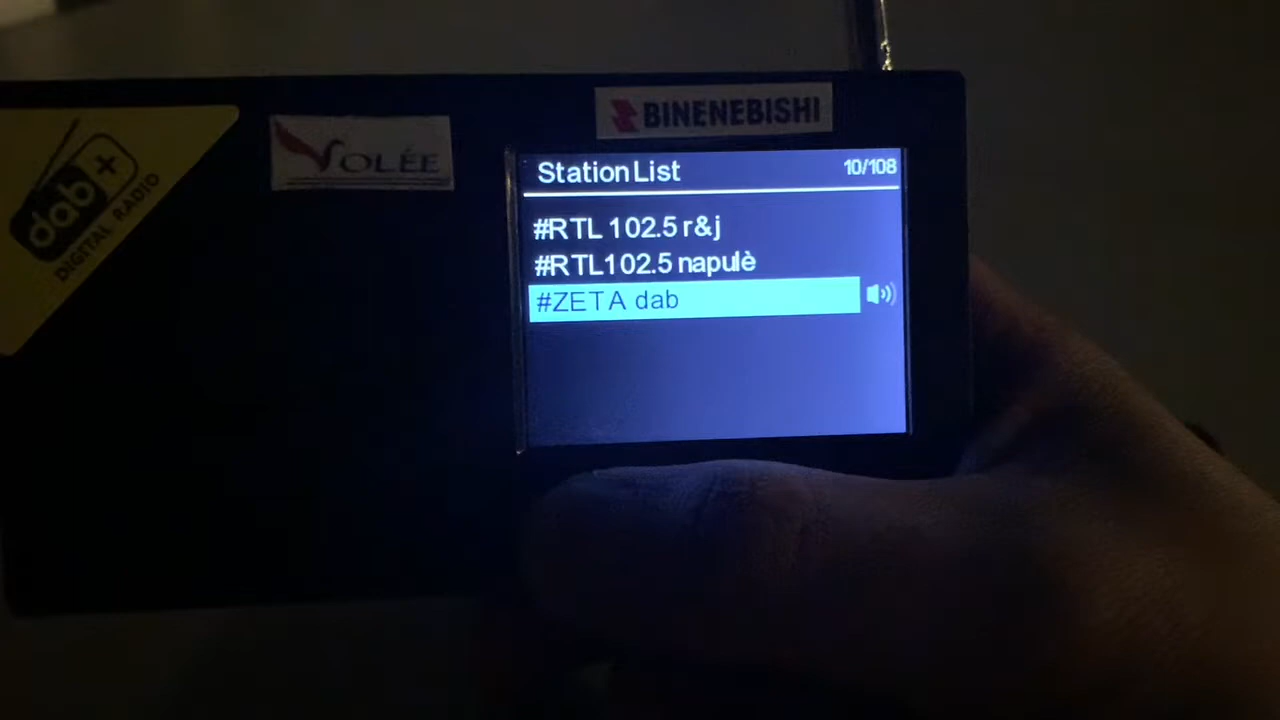 dab+
DIGITAL RADIO
VOLÉE
BINENEBISHI
Station List 10/108
#RTL 102.5 r&j
#RTL102.5 napulè
#ZETA dab